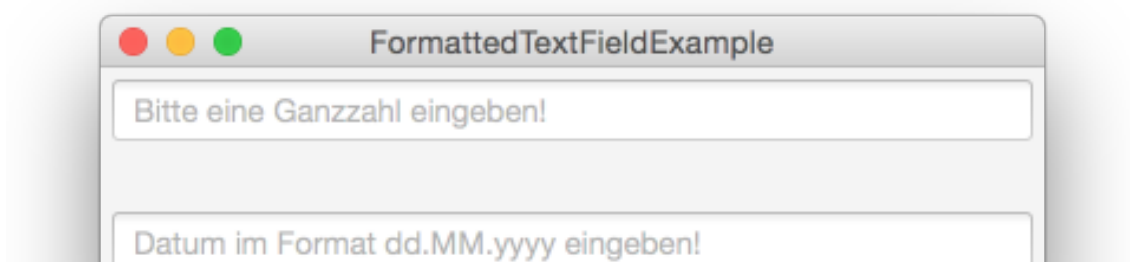 FormattedTextFieldExample
Bitte eine Ganzzahl eingeben!
Datum im Format dd.MM.yyyy eingeben!